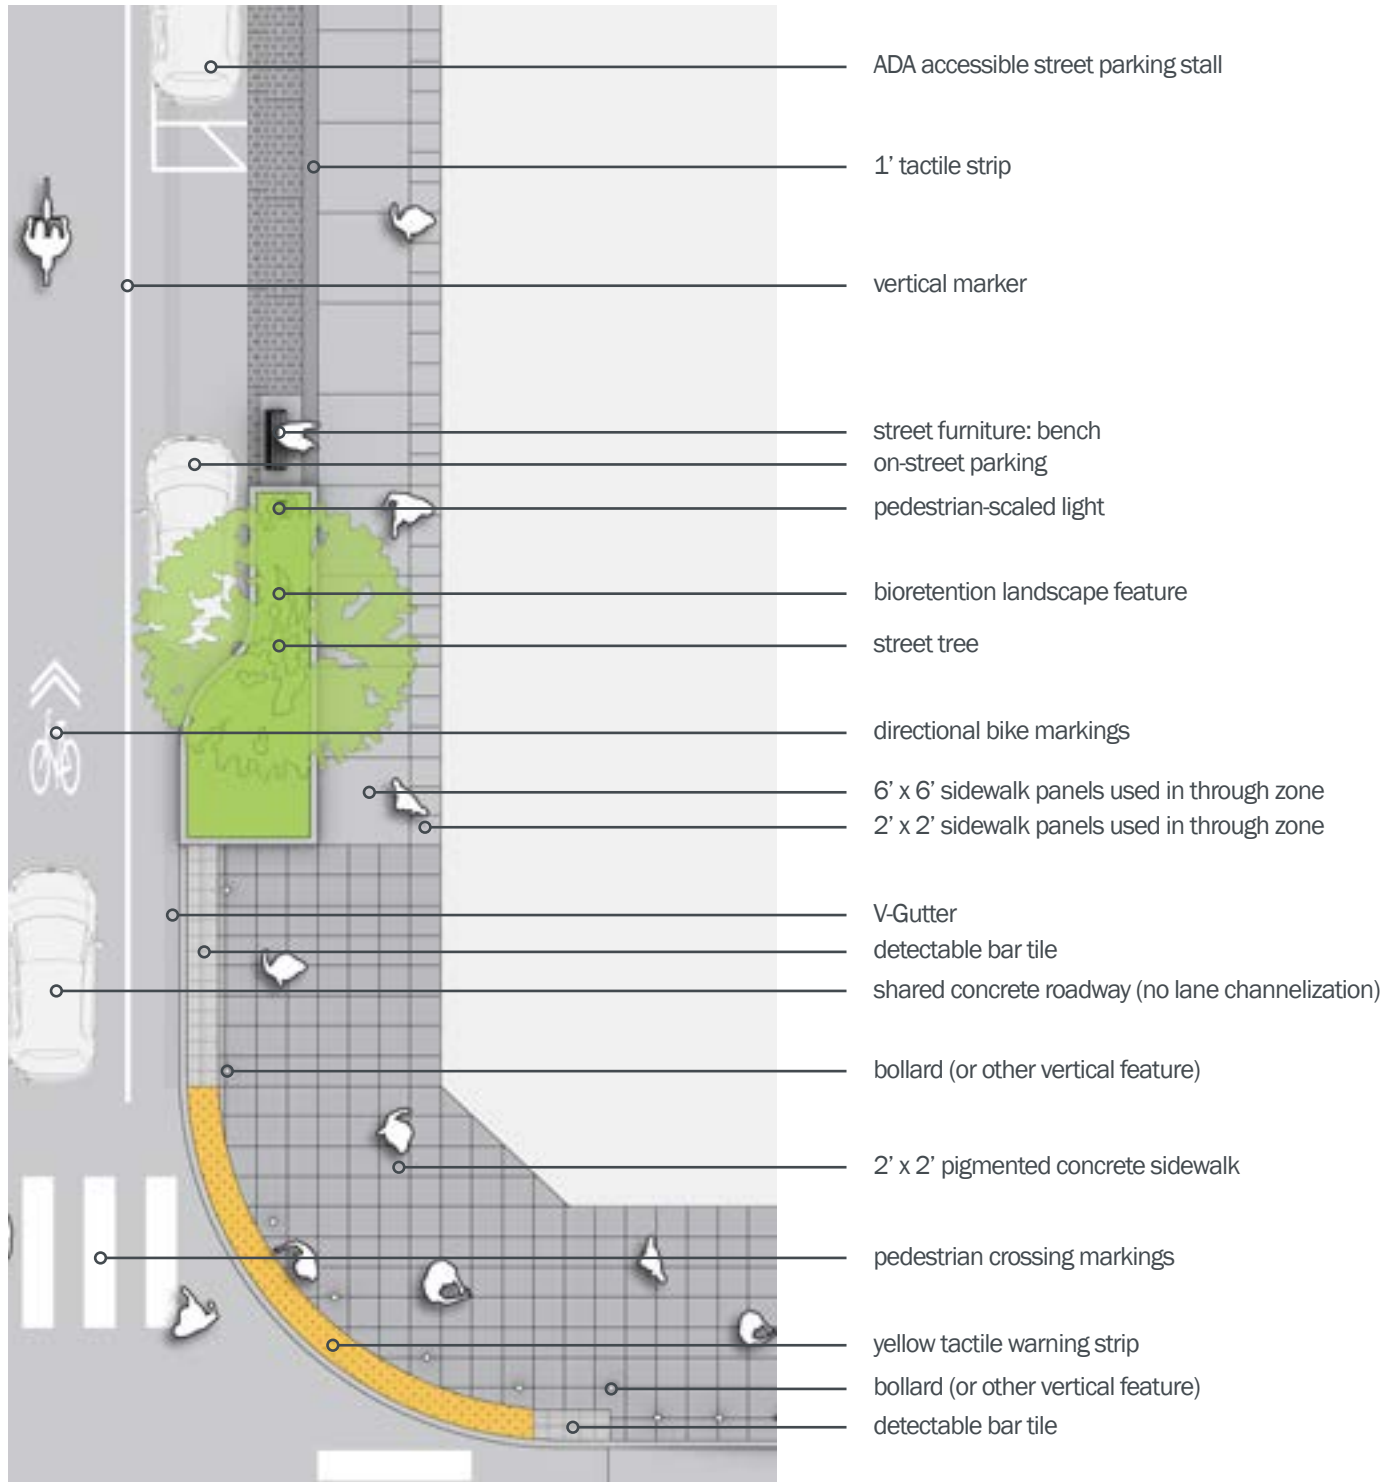 ADA accessible street parking stall
1’ tactile strip
vertical marker
street furniture: bench
on-street parking
pedestrian-scaled light
bioretention landscape feature
street tree
directional bike markings
6’ x 6’ sidewalk panels used in through zone
2’ x 2’ sidewalk panels used in through zone
V-Gutter
detectable bar tile
shared concrete roadway (no lane channelization)
bollard (or other vertical feature)
2’ x 2’ pigmented concrete sidewalk
pedestrian crossing markings
yellow tactile warning strip
bollard (or other vertical feature)
detectable bar tile